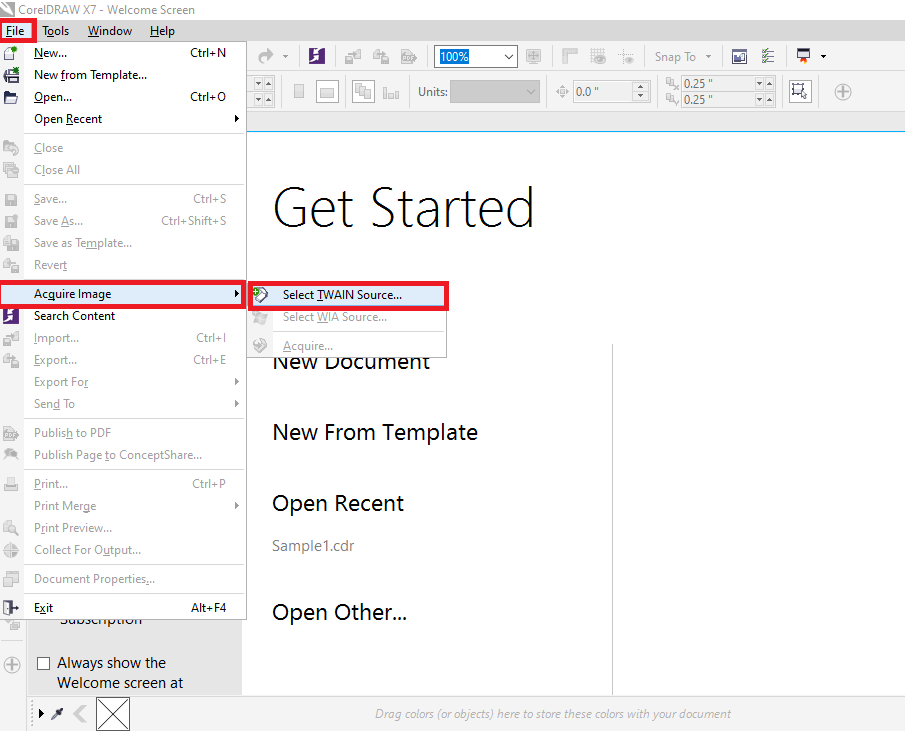 CorelDRAW X7 - Welcome Screen
File Tools Window Help
New... Ctrl+N
New from Template...
Open... Ctrl+O
Open Recent
Close
Close All
Save... Ctrl+S
Save As... Ctrl+Shift+S
Save as Template...
Revert
Acquire Image
Search Content
Import... Ctrl+I
Export... Ctrl+E
Export For
Send To
Publish to PDF
Publish Page to ConceptShare...
Print... Ctrl+P
Print Merge
Print Preview...
Collect For Output...
Document Properties...
Exit Alt+F4
Select TWAIN Source...
Select WIA Source...
Acquire...
100% Snap To
Units: 0.0 " 0.25 "
0.25 "
Get Started
New Document
New From Template
Open Recent
Sample1.cdr
Open Other...
Subscription
Always show the
Welcome screen at
Drag colors (or objects) here to store these colors with your document